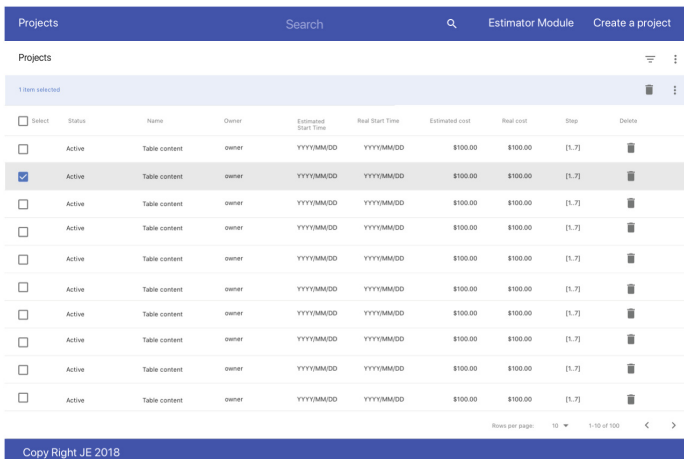 Projects Search Estimator Module Create a project
Projects
1 item selected
Select Status Name Owner Estimated Start Time Real Start Time Estimated cost Real cost Step Delete
Active Table content owner YYYY/MM/DD YYYY/MM/DD $100.00 $100.00 [1..7]
Active Table content owner YYYY/MM/DD YYYY/MM/DD $100.00 $100.00 [1..7]
Active Table content owner YYYY/MM/DD YYYY/MM/DD $100.00 $100.00 [1..7]
Active Table content owner YYYY/MM/DD YYYY/MM/DD $100.00 $100.00 [1..7]
Active Table content owner YYYY/MM/DD YYYY/MM/DD $100.00 $100.00 [1..7]
Active Table content owner YYYY/MM/DD YYYY/MM/DD $100.00 $100.00 [1..7]
Active Table content owner YYYY/MM/DD YYYY/MM/DD $100.00 $100.00 [1..7]
Active Table content owner YYYY/MM/DD YYYY/MM/DD $100.00 $100.00 [1..7]
Active Table content owner YYYY/MM/DD YYYY/MM/DD $100.00 $100.00 [1..7]
Active Table content owner YYYY/MM/DD YYYY/MM/DD $100.00 $100.00 [1..7]
Rows per page: 10 1-10 of 100
Copy Right JE 2018